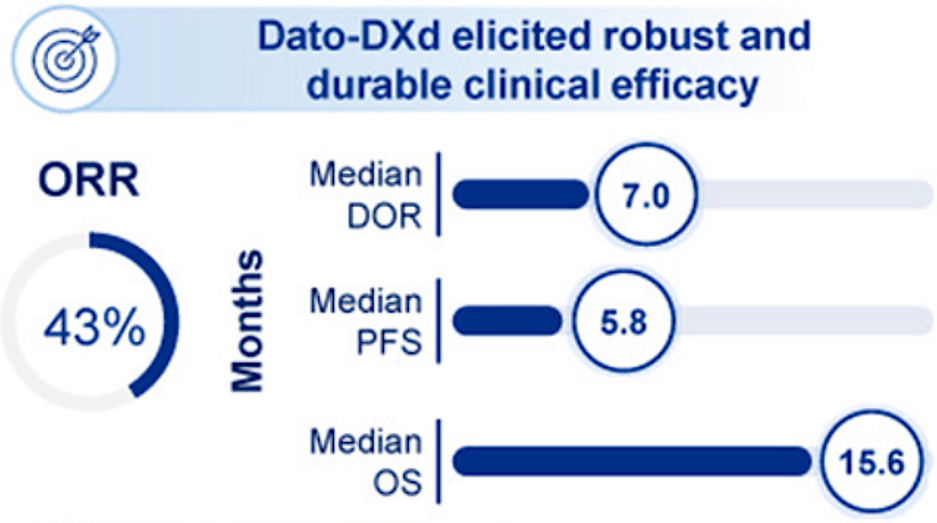 Dato-DXd elicited robust and
durable clinical efficacy
ORR
43%
Months
Median
DOR
7.0
Median
PFS
5.8
Median
OS
15.6